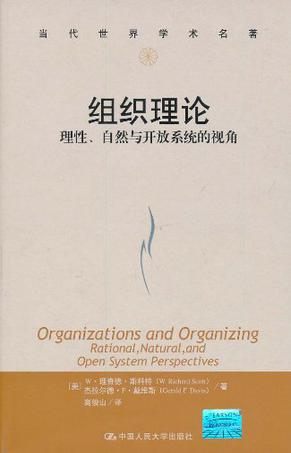 当代世界学术名著
组织理论
理性、自然与开放系统的视角
Organizations and Organizing
Rational,Natural,and
Open System Perspectives
[美] W·理查德·斯科特（W. Richard Scott）
杰拉尔德·F·戴维斯（Gerald F Davis） 著
高俊山/译
PEARSON
中国人民大学出版社